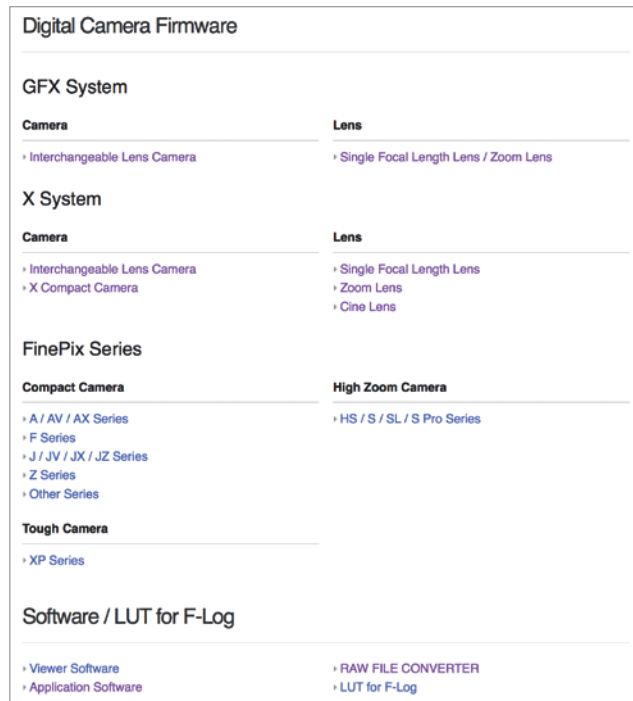 Digital Camera Firmware
GFX System
Camera
Interchangeable Lens Camera
Lens
Single Focal Length Lens / Zoom Lens
X System
Camera
Interchangeable Lens Camera
X Compact Camera
Lens
Single Focal Length Lens
Zoom Lens
Cine Lens
FinePix Series
Compact Camera
A / AV / AX Series
F Series
J / JV / JX / JZ Series
Z Series
Other Series
High Zoom Camera
HS / S / SL / S Pro Series
Tough Camera
XP Series
Software / LUT for F-Log
Viewer Software
Application Software
RAW FILE CONVERTER
LUT for F-Log